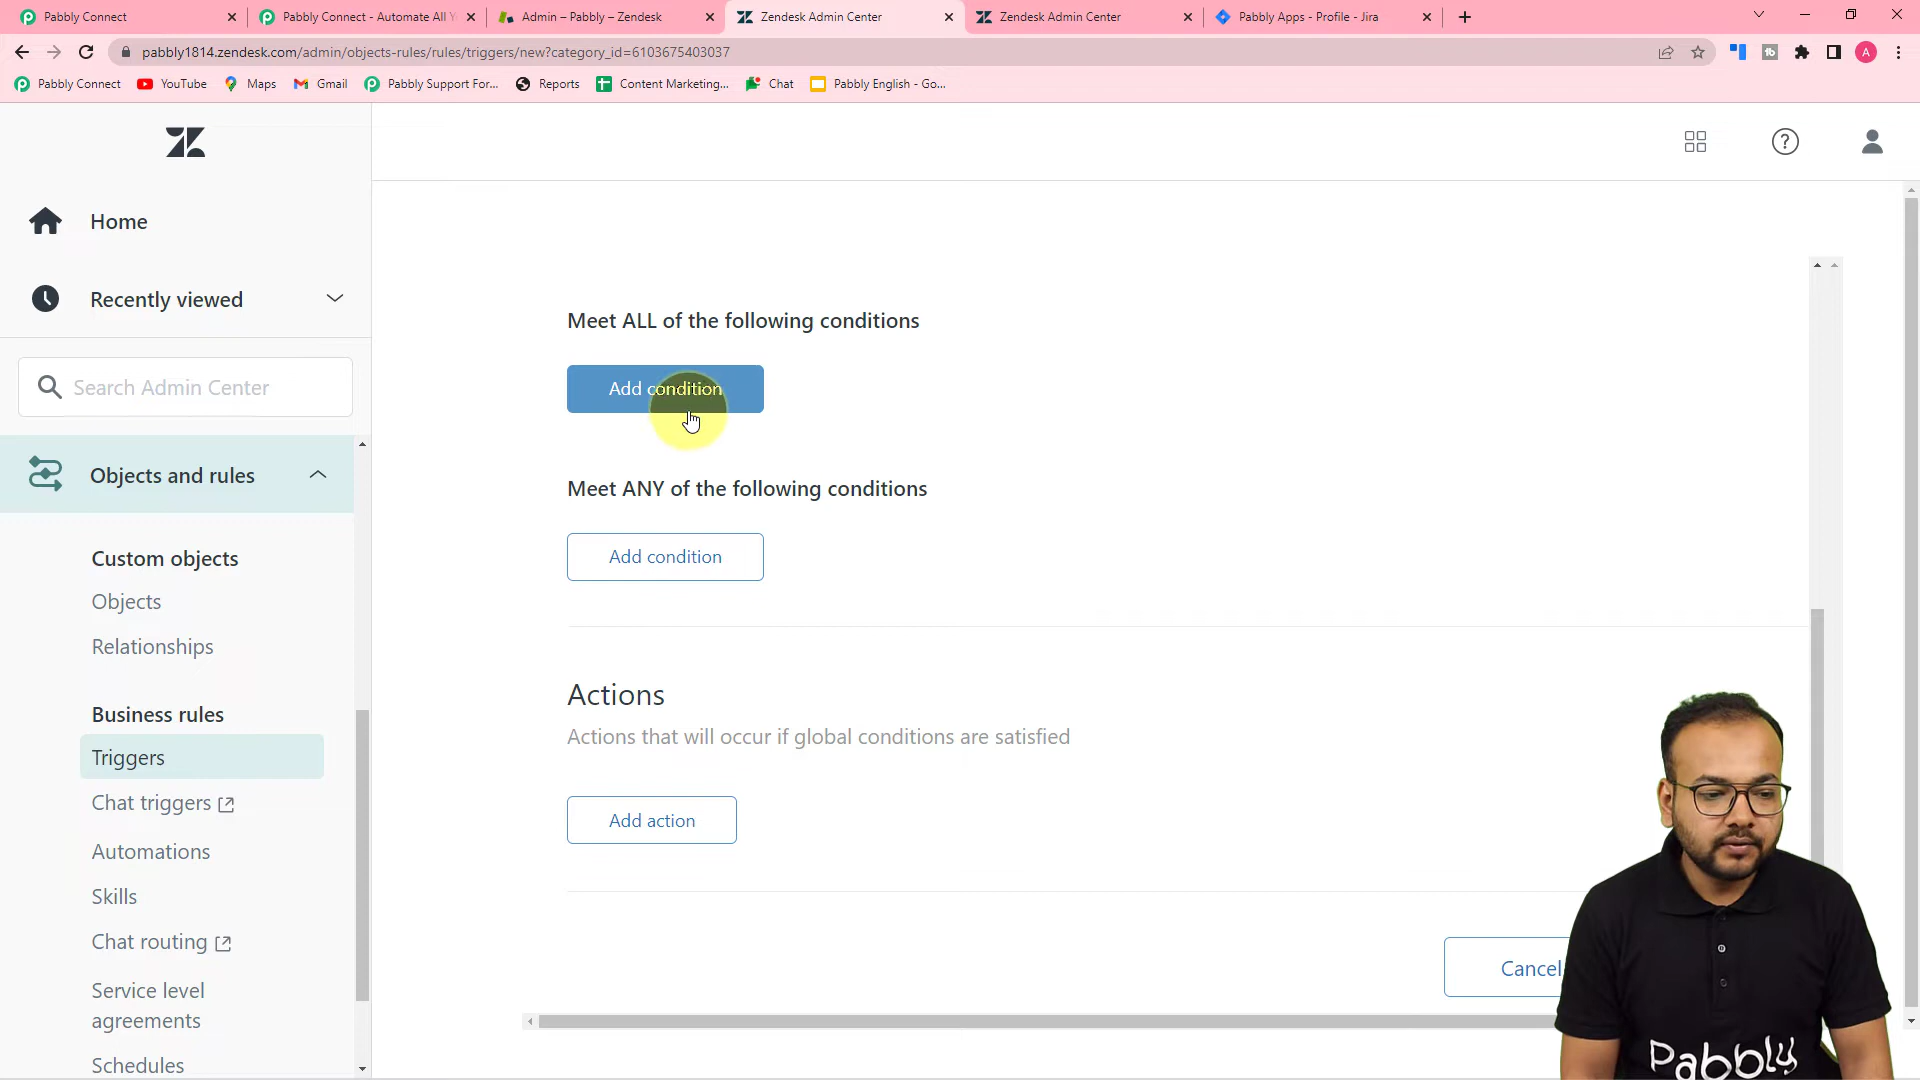 Pabbly Connect
Pabbly Connect - Automate All Y
Admin – Pabbly – Zendesk
Zendesk Admin Center
Zendesk Admin Center
Pabbly Apps - Profile - Jira
pabbly1814.zendesk.com/admin/objects-rules/rules/triggers/new?category_id=6103675403037
A
Pabbly Connect
YouTube
Maps
Gmail
Pabbly Support For...
Reports
Content Marketing...
Chat
Pabbly English - Go...
Home
Recently viewed
Search Admin Center
Objects and rules
Custom objects
Objects
Relationships
Business rules
Triggers
Chat triggers
Automations
Skills
Chat routing
Service level
agreements
Schedules
Meet ALL of the following conditions
Add condition
Meet ANY of the following conditions
Add condition
Actions
Actions that will occur if global conditions are satisfied
Add action
Cancel
Pabbly